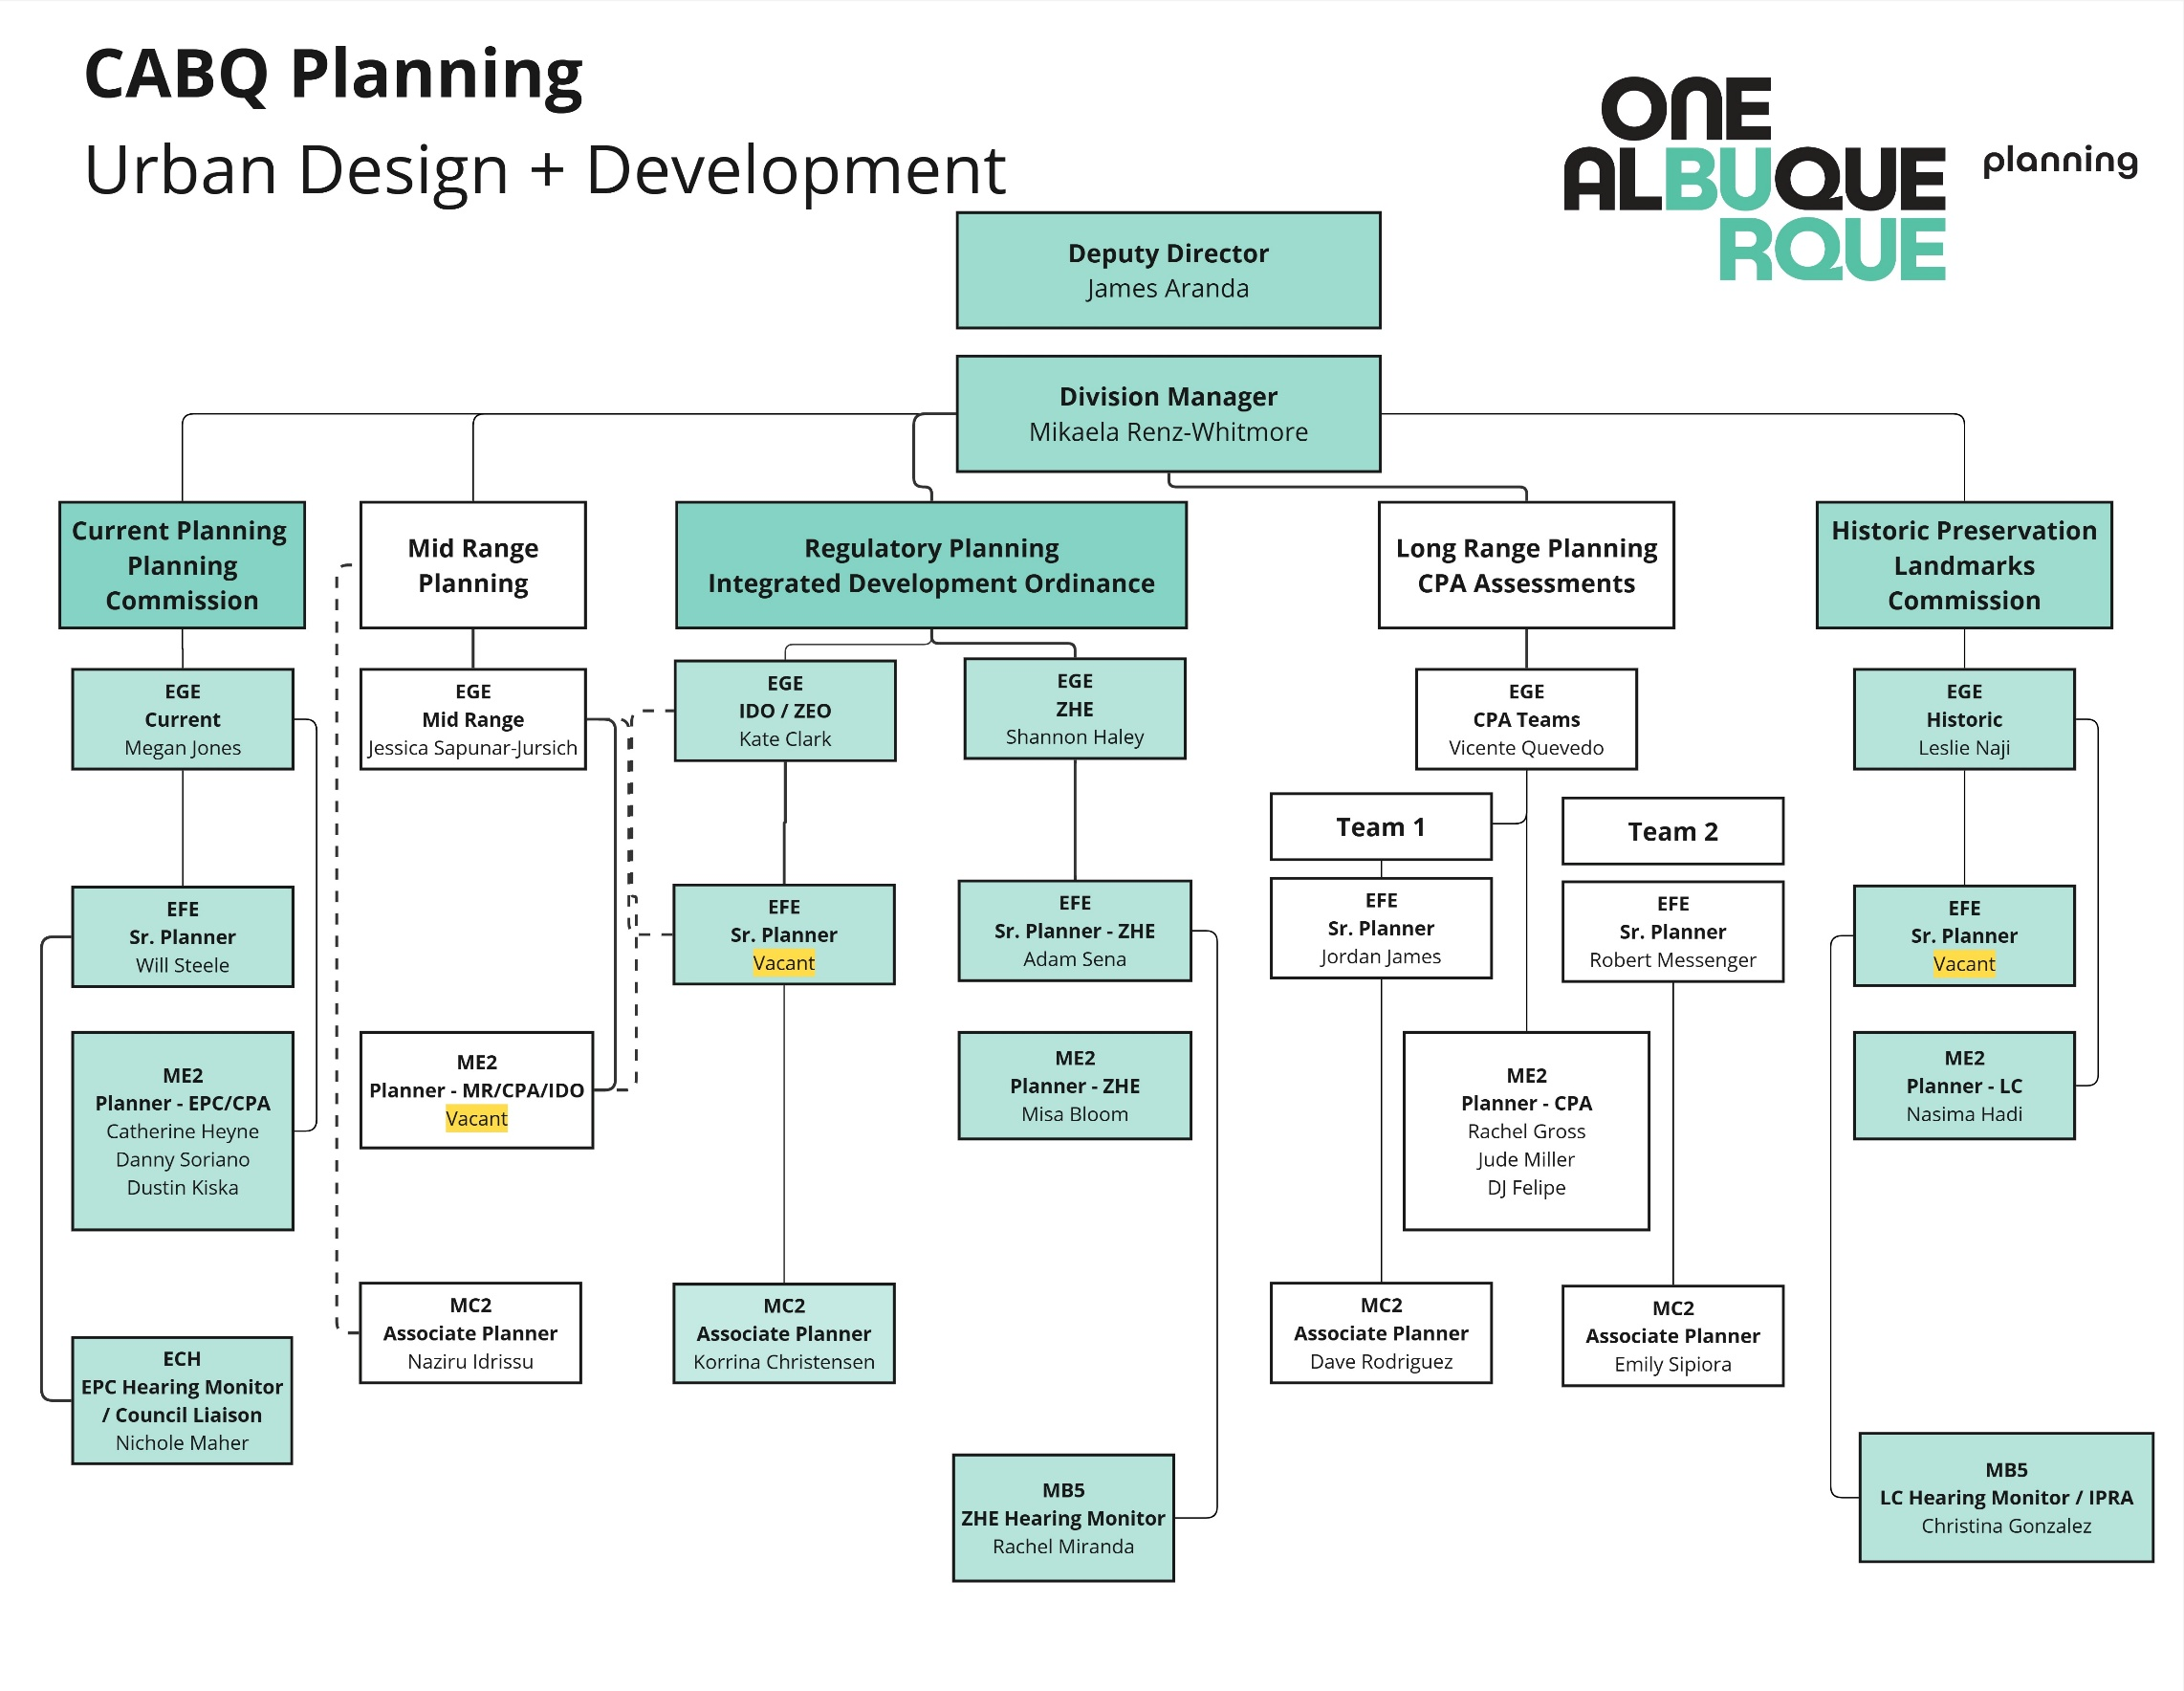 CABQ Planning
Urban Design + Development
ONE
ALBUQUE
RQUE
planning
Deputy Director
James Aranda
Division Manager
Mikaela Renz-Whitmore
Current Planning
Planning
Commission
Mid Range
Planning
Regulatory Planning
Integrated Development Ordinance
Long Range Planning
CPA Assessments
Historic Preservation
Landmarks
Commission
EGE
Current
Megan Jones
EGE
Mid Range
Jessica Sapunar-Jursich
EGE
IDO / ZEO
Kate Clark
EGE
ZHE
Shannon Haley
EGE
CPA Teams
Vicente Quevedo
EGE
Historic
Leslie Naji
Team 1
Team 2
EFE
Sr. Planner
Will Steele
EFE
Sr. Planner
Vacant
EFE
Sr. Planner - ZHE
Adam Sena
EFE
Sr. Planner
Jordan James
EFE
Sr. Planner
Robert Messenger
EFE
Sr. Planner
Vacant
ME2
Planner - EPC/CPA
Catherine Heyne
Danny Soriano
Dustin Kiska
ME2
Planner - MR/CPA/IDO
Vacant
ME2
Planner - ZHE
Misa Bloom
ME2
Planner - CPA
Rachel Gross
Jude Miller
DJ Felipe
ME2
Planner - LC
Nasima Hadi
ECH
EPC Hearing Monitor
/ Council Liaison
Nichole Maher
MC2
Associate Planner
Naziru Idrissu
MC2
Associate Planner
Korrina Christensen
MC2
Associate Planner
Dave Rodriguez
MC2
Associate Planner
Emily Sipiora
MB5
ZHE Hearing Monitor
Rachel Miranda
MB5
LC Hearing Monitor / IPRA
Christina Gonzalez